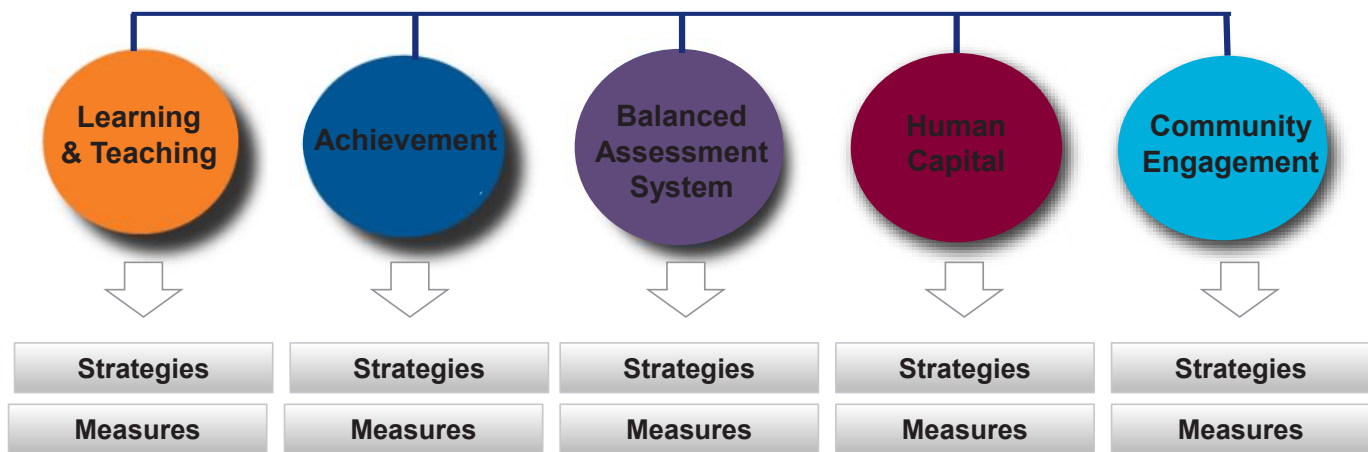 Learning
& Teaching
Achievement
Balanced
Assessment
System
Human
Capital
Community
Engagement
Strategies
Strategies
Strategies
Strategies
Strategies
Measures
Measures
Measures
Measures
Measures